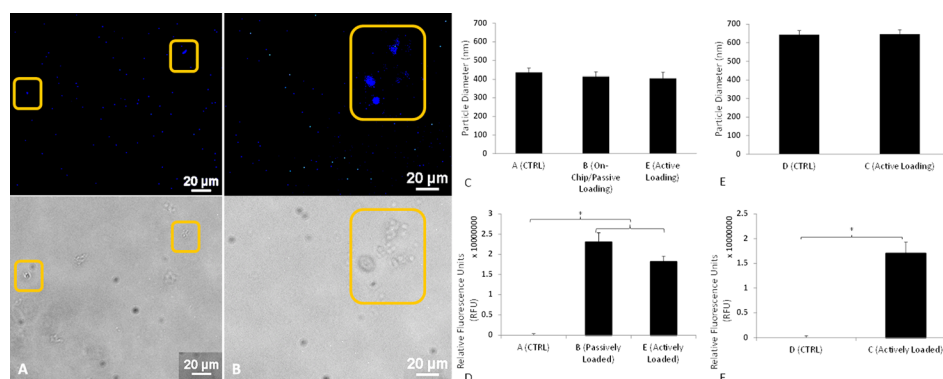 20 µm
20 µm
A
20 µm
B
20 µm
Particle Diameter (nm)
700
600
500
400
300
200
100
0
A (CTRL)
B (On-
Chip/Passive
Loading)
E (Active
Loading)
C
Particle Diameter (nm)
700
600
500
400
300
200
100
0
D (CTRL)
C (Active Loading)
E
Relative Fluorescence Units
(RFU)
x 10000000
3
2.5
2
1.5
1
0.5
0
*
A (CTRL)
B (Passively
Loaded)
E (Actively
Loaded)
D
Relative Fluorescence Units
(RFU)
x 10000000
2.5
2
1.5
1
0.5
0
*
D (CTRL)
C (Actively Loaded)
F